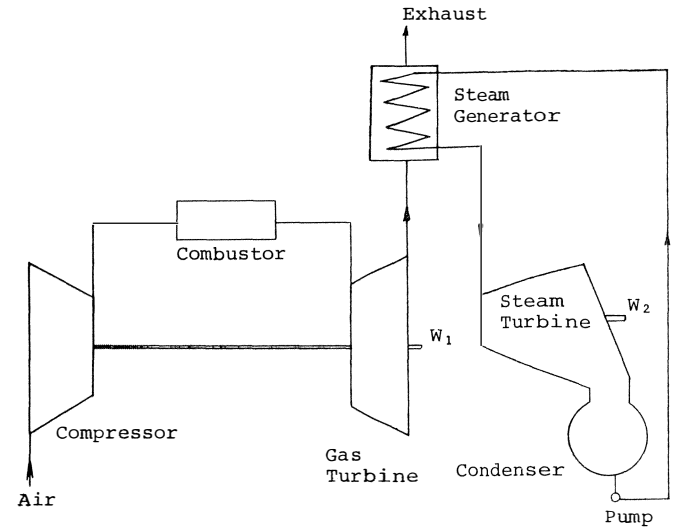 Exhaust
Steam
Generator
Combustor
Steam
Turbine
W₂
W₁
Compressor
Gas
Turbine
Condenser
Air
Pump